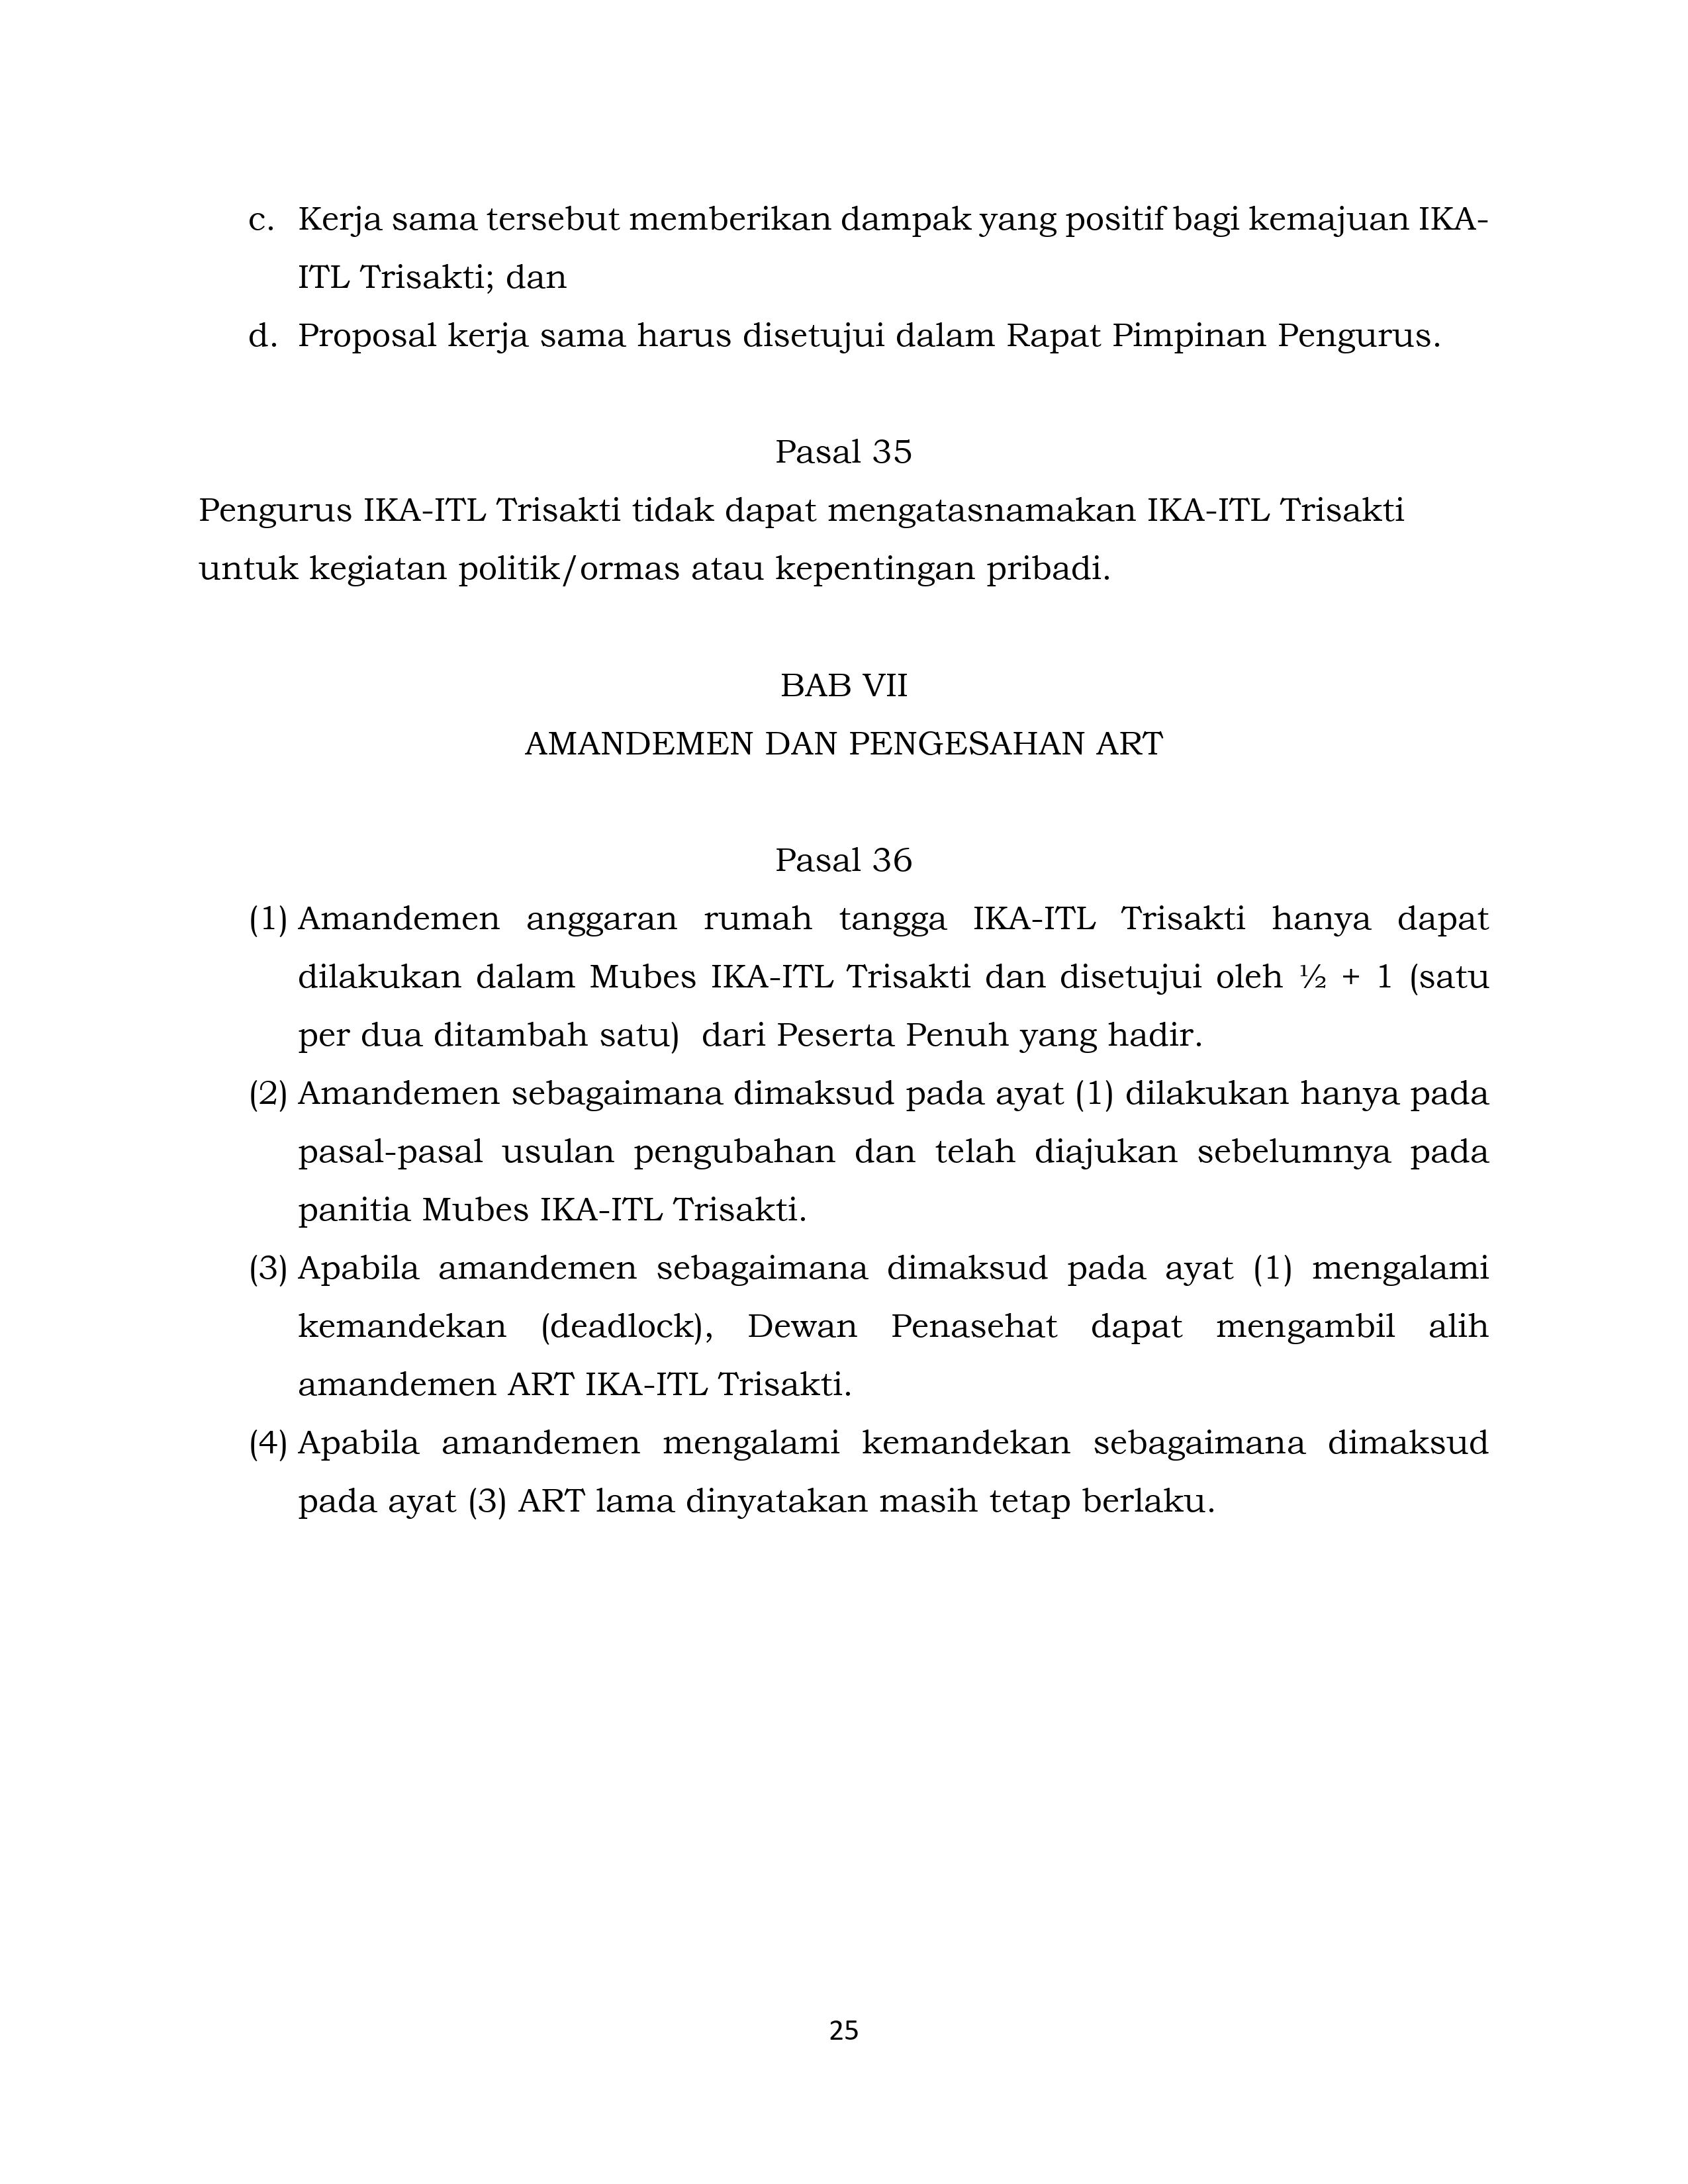 c. Kerja sama tersebut memberikan dampak yang positif bagi kemajuan IKA-
ITL Trisakti; dan
d. Proposal kerja sama harus disetujui dalam Rapat Pimpinan Pengurus.
Pasal 35
Pengurus IKA-ITL Trisakti tidak dapat mengatasnamakan IKA-ITL Trisakti
untuk kegiatan politik/ormas atau kepentingan pribadi.
BAB VII
AMANDEMEN DAN PENGESAHAN ART
Pasal 36
(1) Amandemen anggaran rumah tangga IKA-ITL Trisakti hanya dapat
dilakukan dalam Mubes IKA-ITL Trisakti dan disetujui oleh ½ + 1 (satu
per dua ditambah satu) dari Peserta Penuh yang hadir.
(2) Amandemen sebagaimana dimaksud pada ayat (1) dilakukan hanya pada
pasal-pasal usulan pengubahan dan telah diajukan sebelumnya pada
panitia Mubes IKA-ITL Trisakti.
(3) Apabila amandemen sebagaimana dimaksud pada ayat (1) mengalami
kemandekan (deadlock), Dewan Penasehat dapat mengambil alih
amandemen ART IKA-ITL Trisakti.
(4) Apabila amandemen mengalami kemandekan sebagaimana dimaksud
pada ayat (3) ART lama dinyatakan masih tetap berlaku.
25